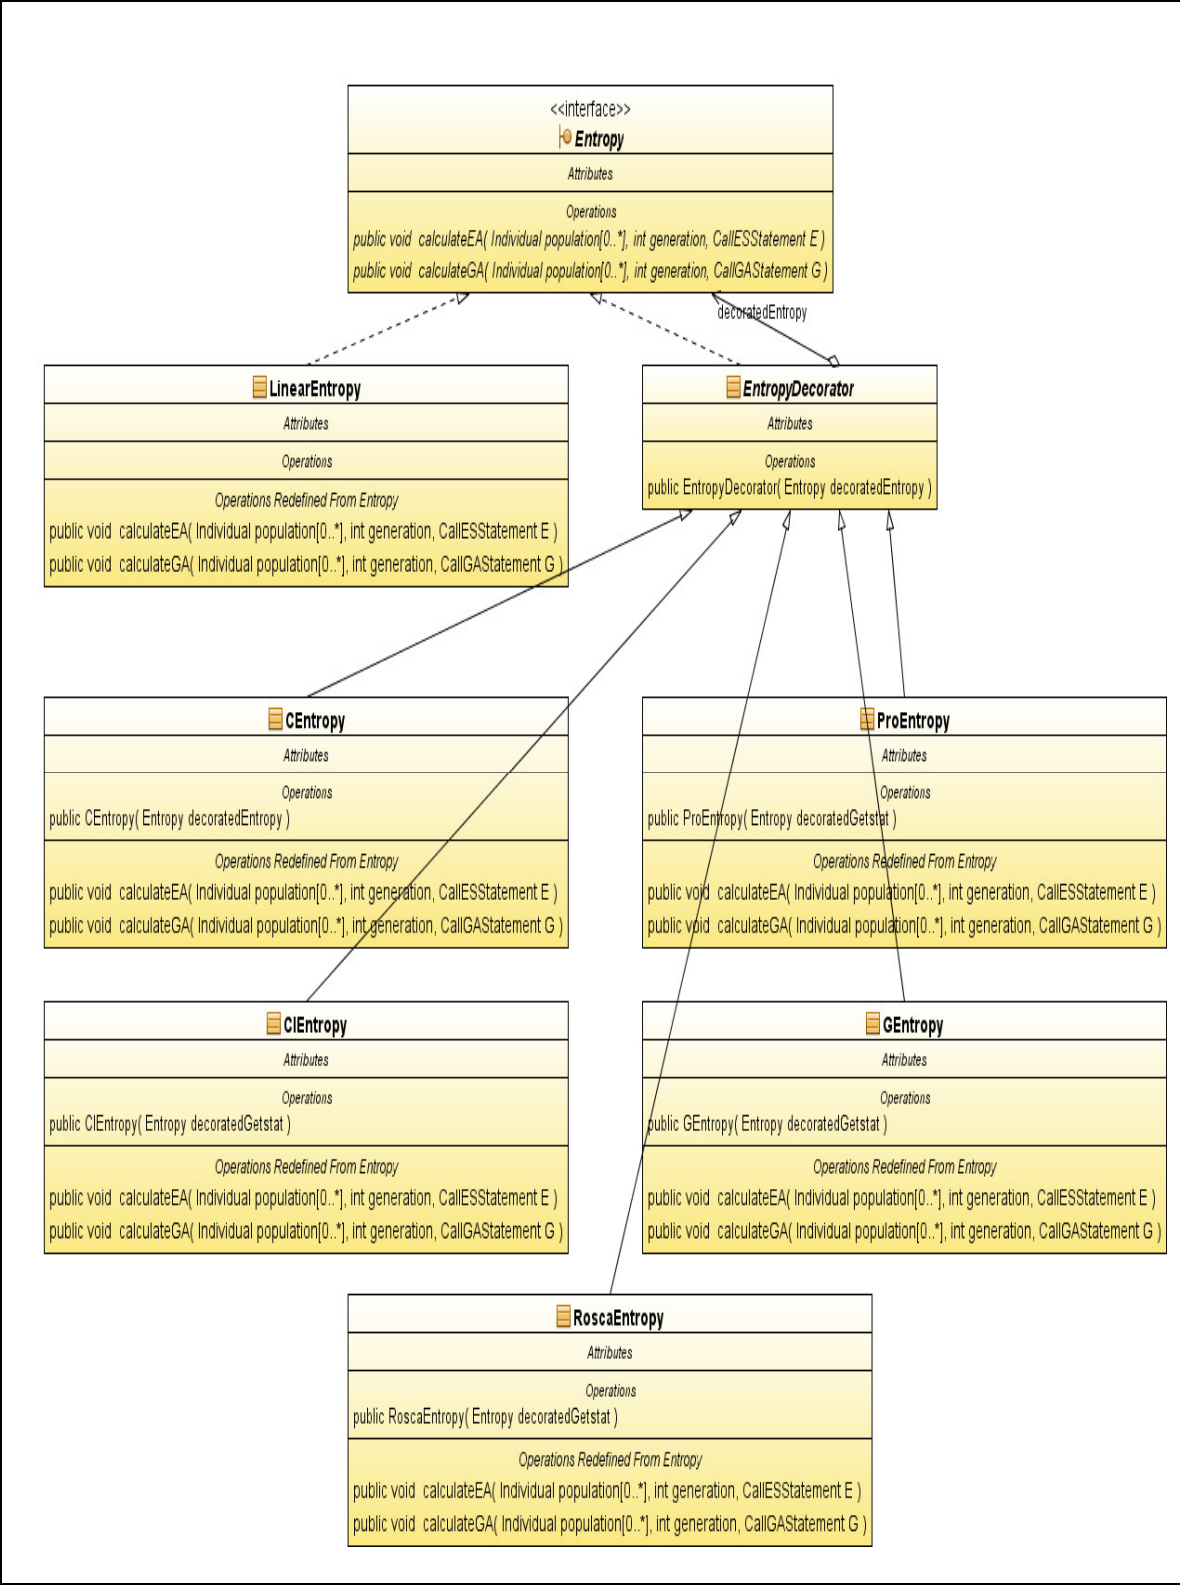 <<interface>>
Entropy
Attributes
Operations
public void calculateEA( Individual population[0..*], int generation, CallESStatement E )
public void calculateGA( Individual population[0..*], int generation, CallGAStatement G )
decoratedEntropy
LinearEntropy
Attributes
Operations
Operations Redefined From Entropy
public void calculateEA( Individual population[0..*], int generation, CallESStatement E )
public void calculateGA( Individual population[0..*], int generation, CallGAStatement G )
EntropyDecorator
Attributes
Operations
public EntropyDecorator( Entropy decoratedEntropy )
CEntropy
Attributes
Operations
public CEntropy( Entropy decoratedEntropy )
Operations Redefined From Entropy
public void calculateEA( Individual population[0..*], int generation, CallESStatement E )
public void calculateGA( Individual population[0..*], int generation, CallGAStatement G )
ProEntropy
Attributes
Operations
public ProEntropy( Entropy decoratedGetstat )
Operations Redefined From Entropy
public void calculateEA( Individual population[0..*], int generation, CallESStatement E )
public void calculateGA( Individual population[0..*], int generation, CallGAStatement G )
CIEntropy
Attributes
Operations
public CIEntropy( Entropy decoratedGetstat )
Operations Redefined From Entropy
public void calculateEA( Individual population[0..*], int generation, CallESStatement E )
public void calculateGA( Individual population[0..*], int generation, CallGAStatement G )
GEntropy
Attributes
Operations
public GEntropy( Entropy decoratedGetstat )
Operations Redefined From Entropy
public void calculateEA( Individual population[0..*], int generation, CallESStatement E )
public void calculateGA( Individual population[0..*], int generation, CallGAStatement G )
RoscaEntropy
Attributes
Operations
public RoscaEntropy( Entropy decoratedGetstat )
Operations Redefined From Entropy
public void calculateEA( Individual population[0..*], int generation, CallESStatement E )
public void calculateGA( Individual population[0..*], int generation, CallGAStatement G )